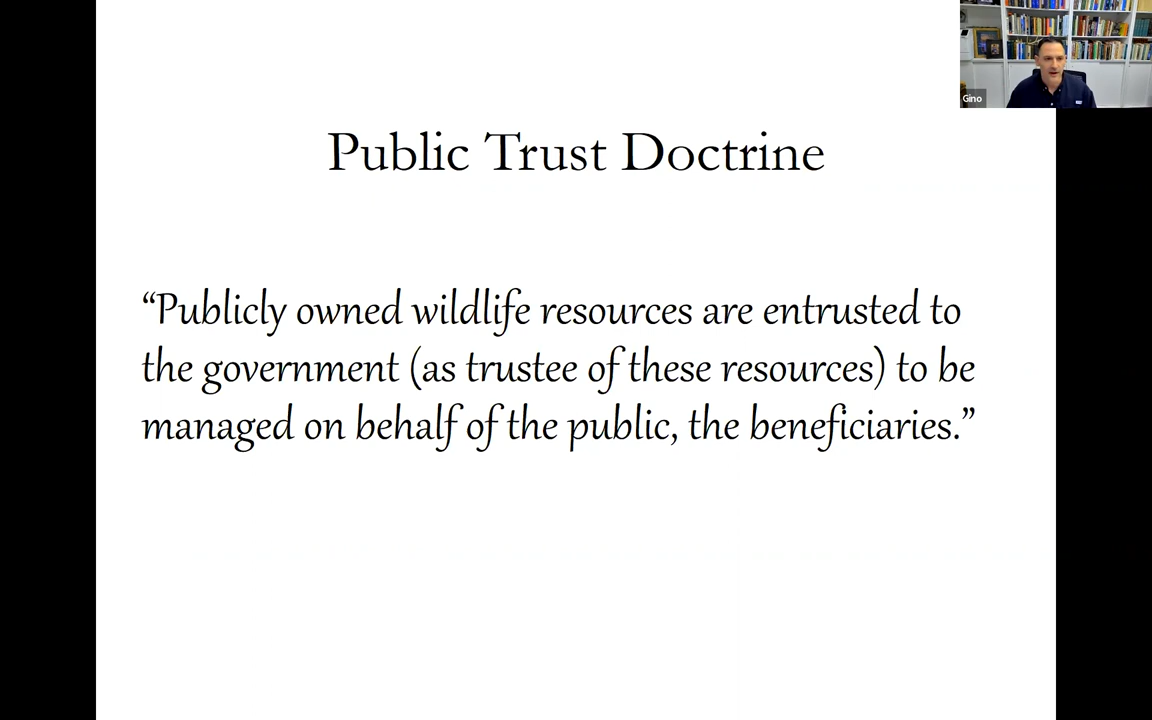 Gino
Public Trust Doctrine
“Publicly owned wildlife resources are entrusted to
the government (as trustee of these resources) to be
managed on behalf of the public, the beneficiaries.”